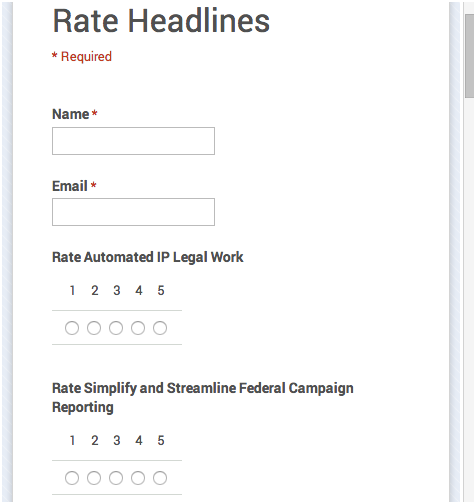 Rate Headlines
* Required
Name *
Email *
Rate Automated IP Legal Work
1 2 3 4 5
Rate Simplify and Streamline Federal Campaign
Reporting
1 2 3 4 5